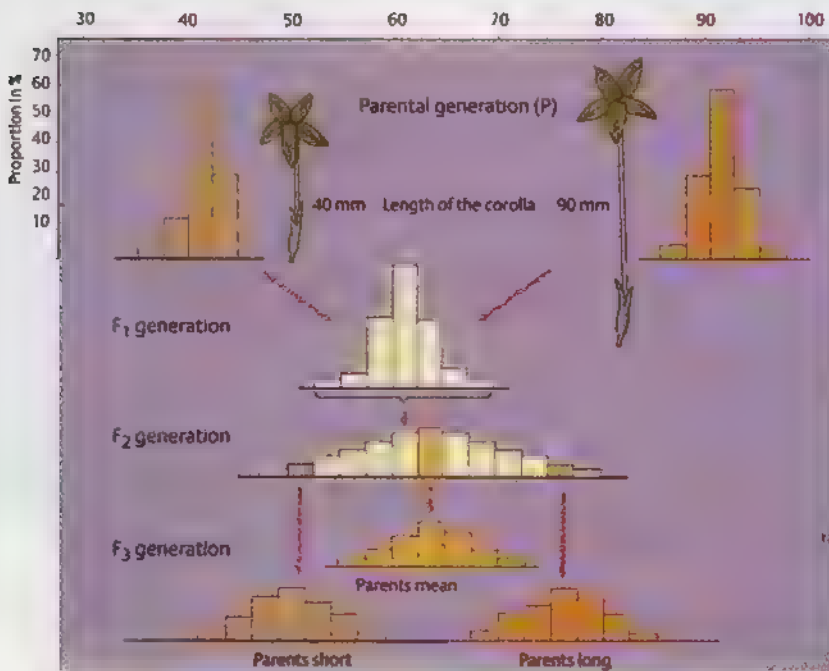 30 40 50 60 70 80 90 100
70
60
50
40
30
20
10
Proportion in %
Parental generation (P)
40 mm Length of the corolla 90 mm
F₁ generation
F₂ generation
F₃ generation
Parents mean
Parents short Parents long